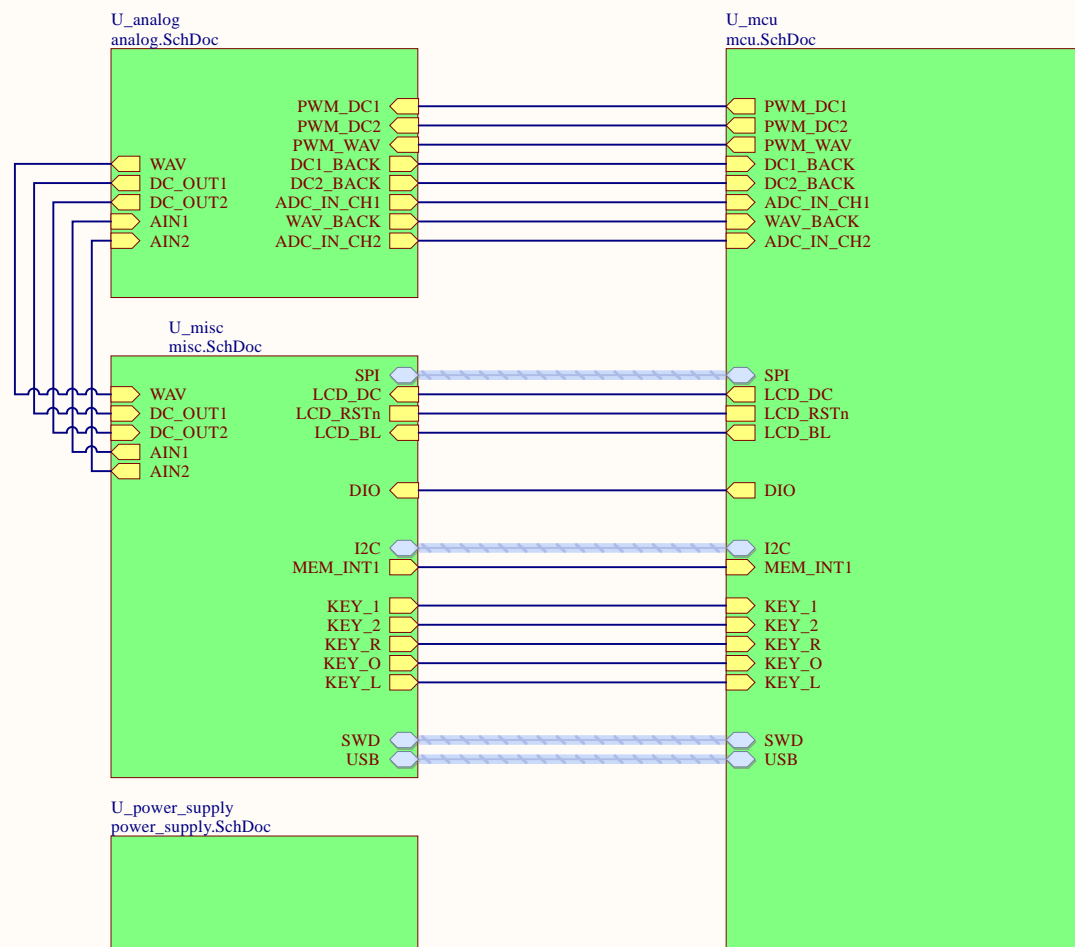 U_analog
analog.SchDoc
PWM_DC1
PWM_DC2
PWM_WAV
DC1_BACK
DC2_BACK
ADC_IN_CH1
WAV_BACK
ADC_IN_CH2
WAV
DC_OUT1
DC_OUT2
AIN1
AIN2
U_misc
misc.SchDoc
SPI
LCD_DC
LCD_RSTn
LCD_BL
DIO
I2C
MEM_INT1
KEY_1
KEY_2
KEY_R
KEY_O
KEY_L
SWD
USB
WAV
DC_OUT1
DC_OUT2
AIN1
AIN2
U_power_supply
power_supply.SchDoc
U_mcu
mcu.SchDoc
PWM_DC1
PWM_DC2
PWM_WAV
DC1_BACK
DC2_BACK
ADC_IN_CH1
WAV_BACK
ADC_IN_CH2
SPI
LCD_DC
LCD_RSTn
LCD_BL
DIO
I2C
MEM_INT1
KEY_1
KEY_2
KEY_R
KEY_O
KEY_L
SWD
USB